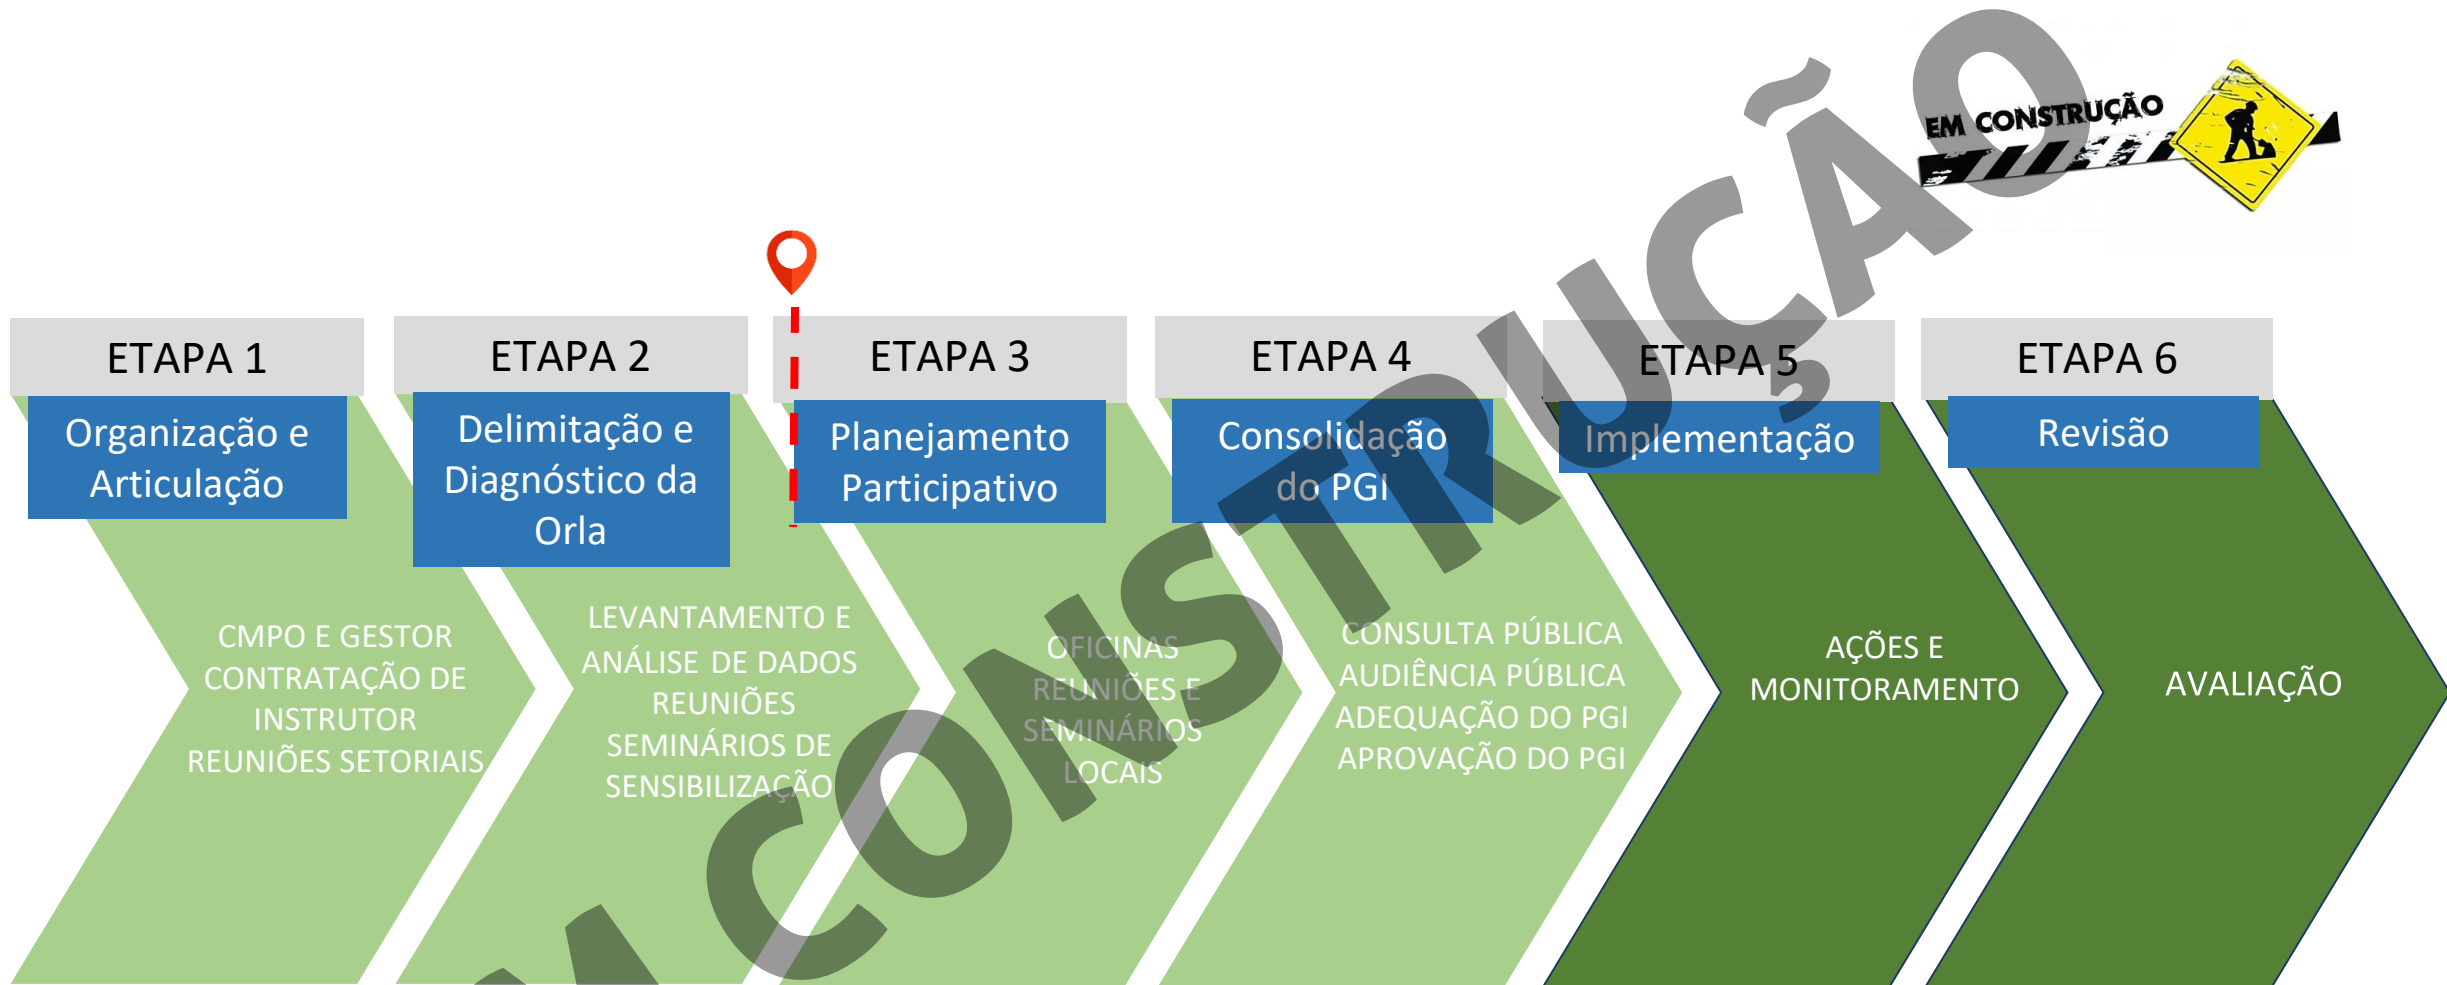 EM CONSTRUÇÃO
ETAPA 1
Organização e
Articulação
CMPO E GESTOR
CONTRATAÇÃO DE
INSTRUTOR
REUNIÕES SETORIAIS
ETAPA 2
Delimitação e
Diagnóstico da
Orla
LEVANTAMENTO E
ANÁLISE DE DADOS
REUNIÕES
SEMINÁRIOS DE
SENSIBILIZAÇÃO
ETAPA 3
Planejamento
Participativo
OFICINAS
REUNIÕES E
SEMINÁRIOS
LOCAIS
ETAPA 4
Consolidação
do PGI
CONSULTA PÚBLICA
AUDIÊNCIA PÚBLICA
ADEQUAÇÃO DO PGI
APROVAÇÃO DO PGI
ETAPA 5
Implementação
AÇÕES E
MONITORAMENTO
ETAPA 6
Revisão
AVALIAÇÃO
M CONSTRUÇÃO